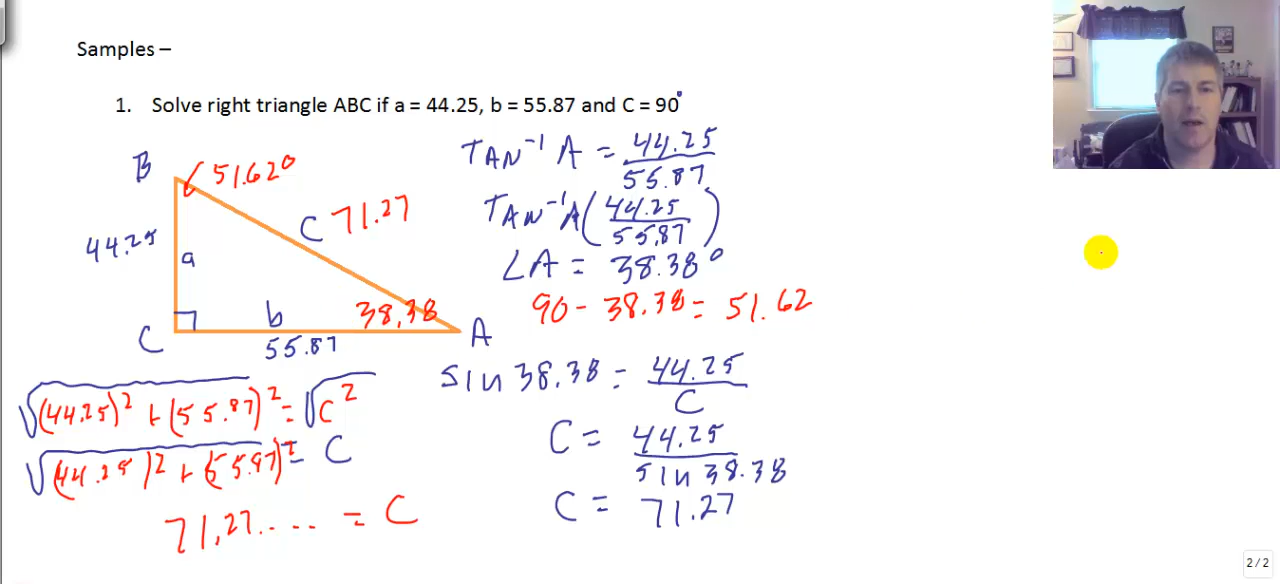 Samples –
1. Solve right triangle ABC if a = 44.25, b = 55.87 and C = 90°
B
51.62°
C 71.27
44.25
a
b
38.38
C
A
55.87
TAN⁻¹ A = 44.25 / 55.87
TAN⁻¹A(44.25 / 55.87)
∠A = 38.38°
90 - 38.38 = 51.62
sin 38.38 = 44.25 / C
C = 44.25 / sin 38.38
C = 71.27
√(44.25)² + (55.87)² = √C²
√(44.25)² + (55.87)² = C
71.27.... = C
2/2